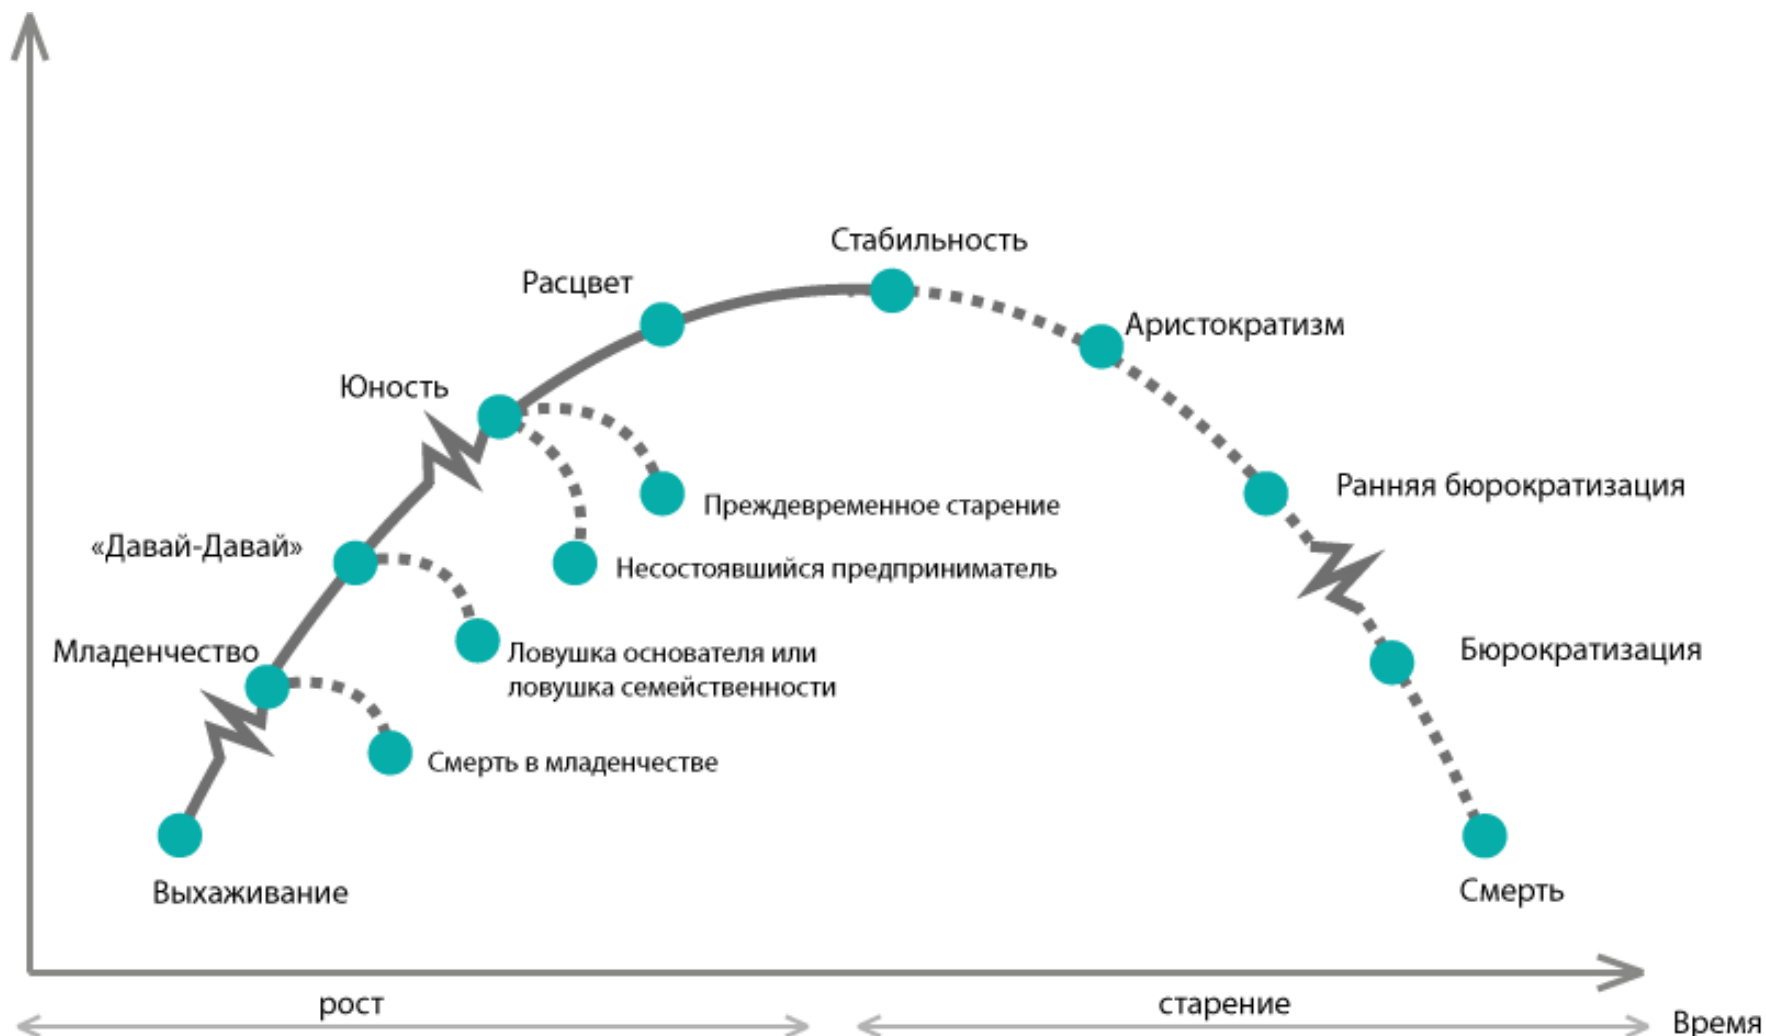 Стабильность
Расцвет
Аристократизм
Юность
Ранняя бюрократизация
Преждевременное старение
«Давай-Давай»
Несостоявшийся предприниматель
Младенчество
Ловушка основателя или
ловушка семейственности
Бюрократизация
Смерть в младенчестве
Выхаживание
Смерть
рост
старение
Время